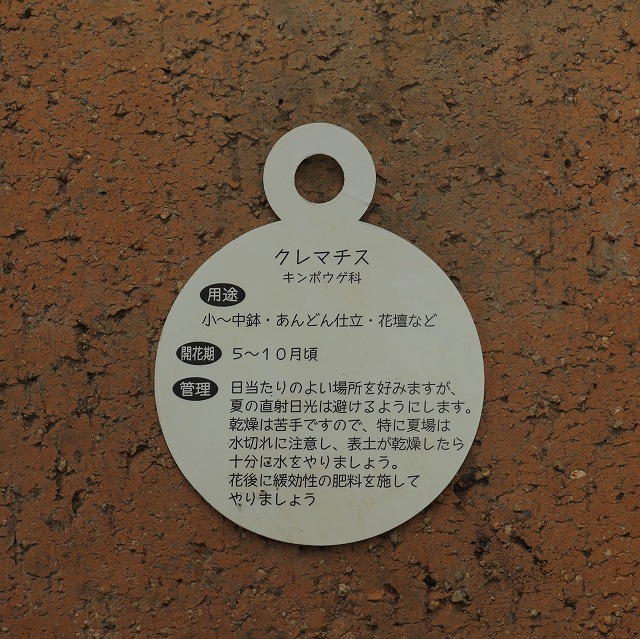 クレマチス
キンポウゲ科
用途
小～中鉢・あんどん仕立・花壇など
開花期 5～10月頃
管理 日当たりのよい場所を好みますが、
夏の直射日光は避けるようにします。
乾燥は苦手ですので、特に夏場は
水切れに注意し、表土が乾燥したら
十分に水をやりましょう。
花後に緩効性の肥料を施して
やりましょう